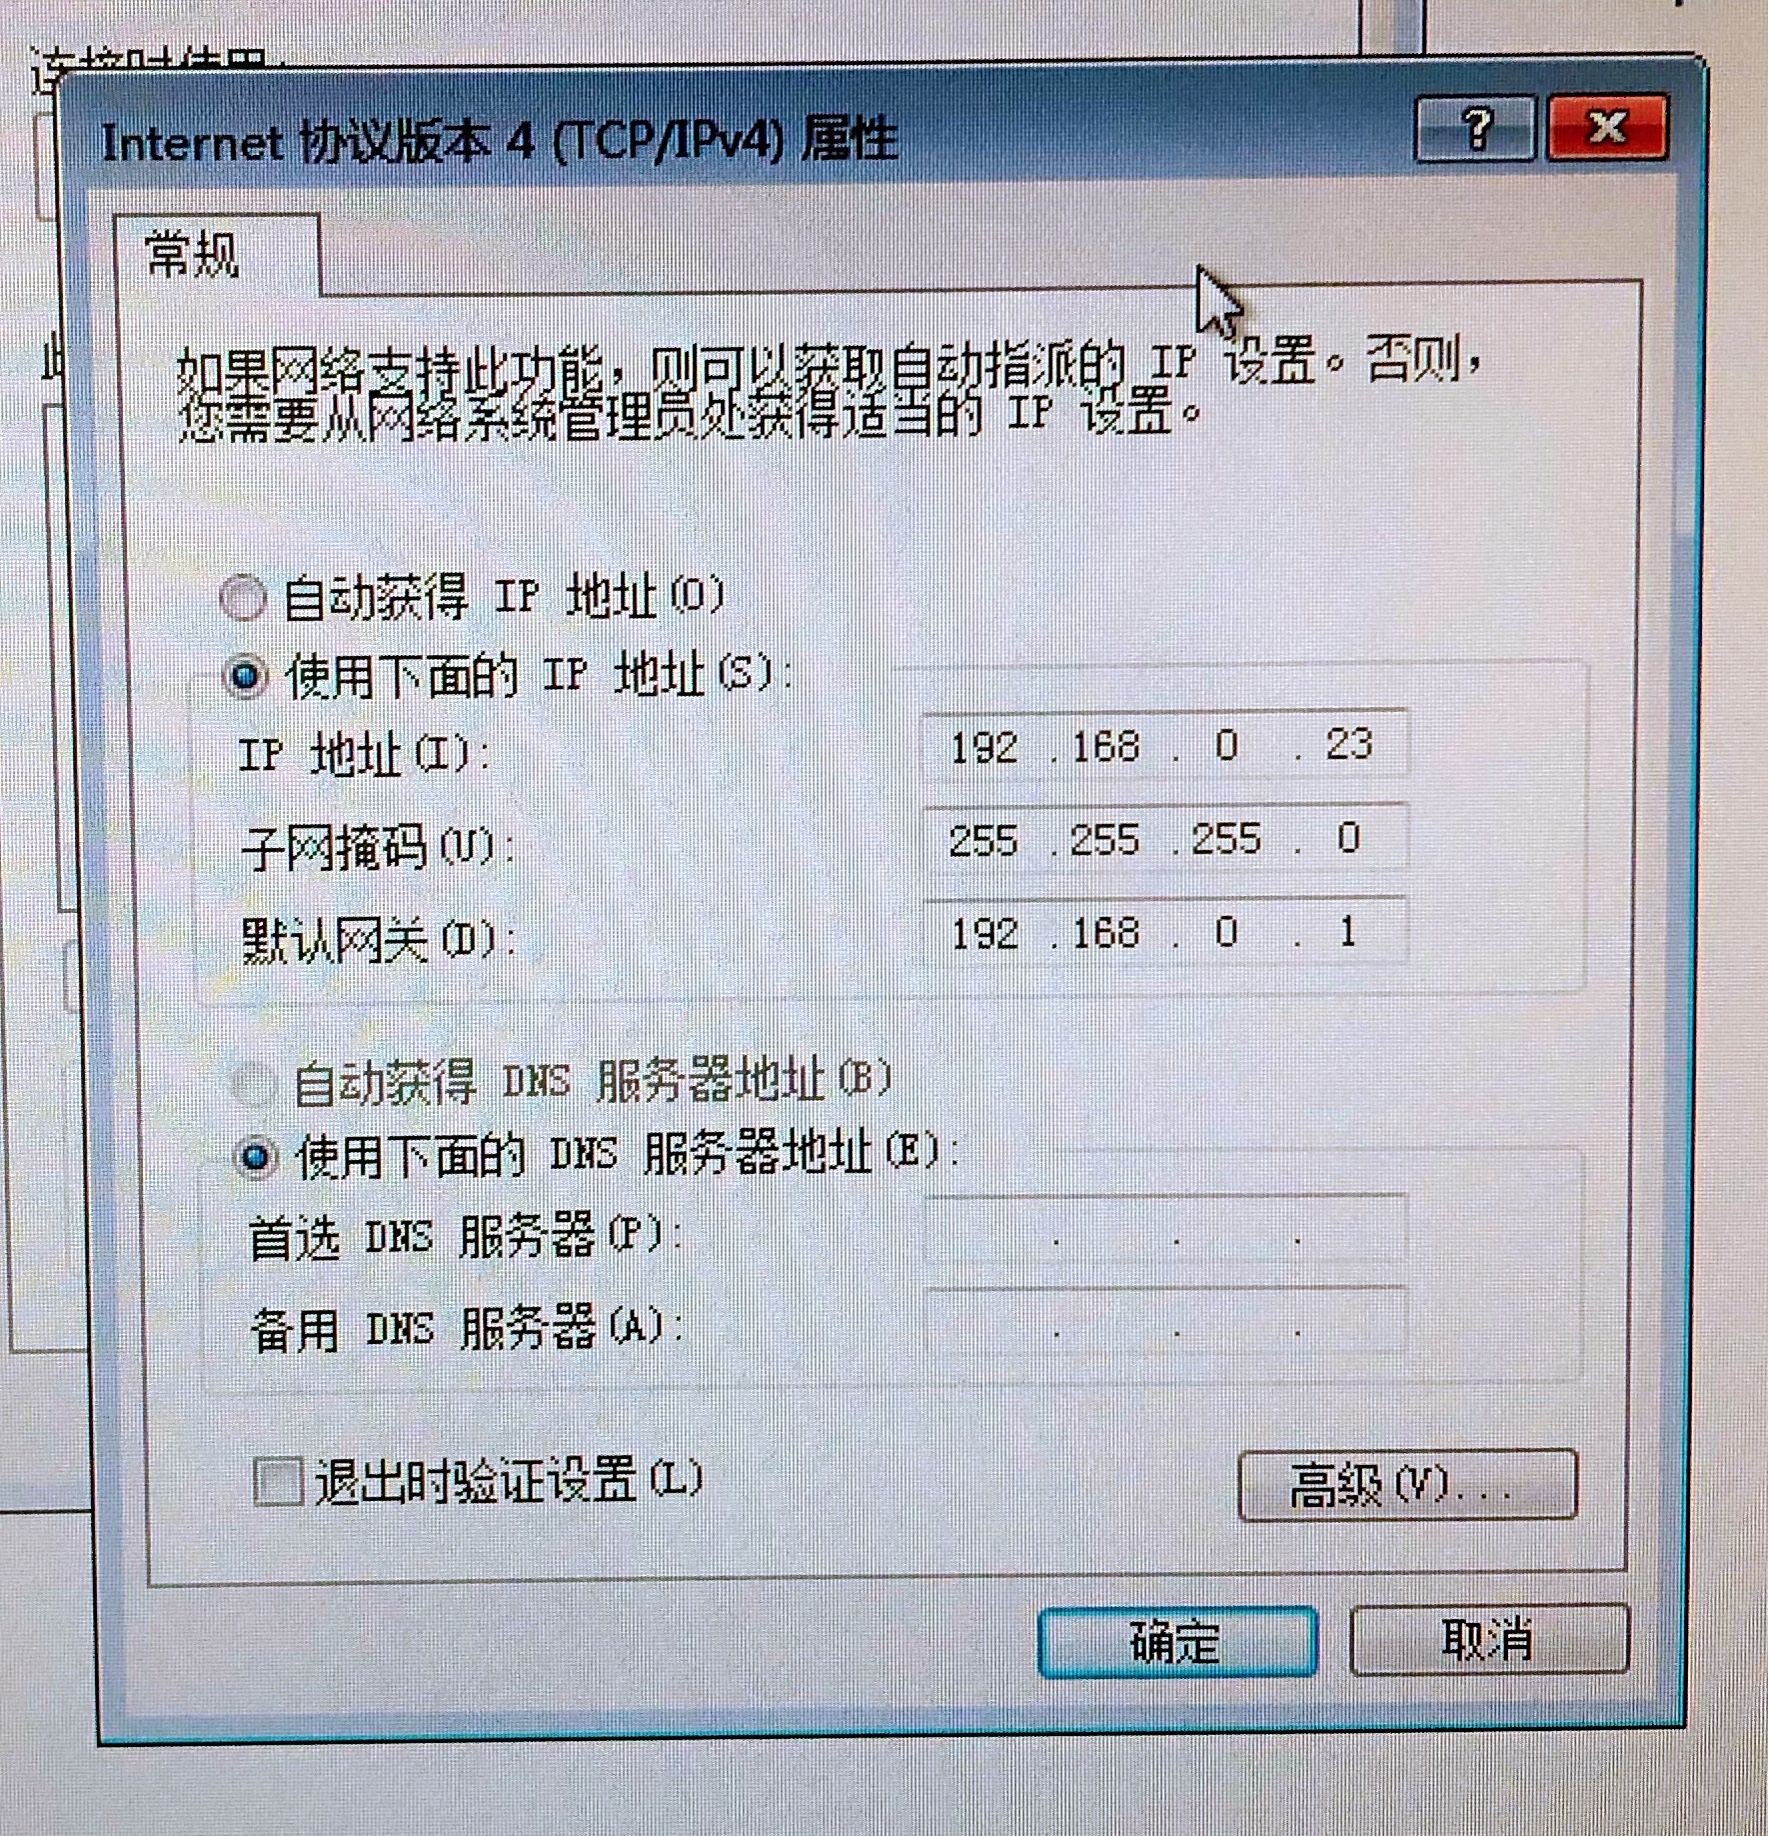 Internet 协议版本 4 (TCP/IPv4) 属性
常规
如果网络支持此功能，则可以获取自动指派的 IP 设置。否则，
您需要从网络系统管理员处获得适当的 IP 设置。
自动获得 IP 地址(O)
使用下面的 IP 地址(S):
IP 地址(I): 192 . 168 . 0 . 23
子网掩码(U): 255 . 255 . 255 . 0
默认网关(D): 192 . 168 . 0 . 1
自动获得 DNS 服务器地址(B)
使用下面的 DNS 服务器地址(E):
首选 DNS 服务器(P): . . .
备用 DNS 服务器(A): . . .
退出时验证设置(L)
高级(V)...
确定 取消